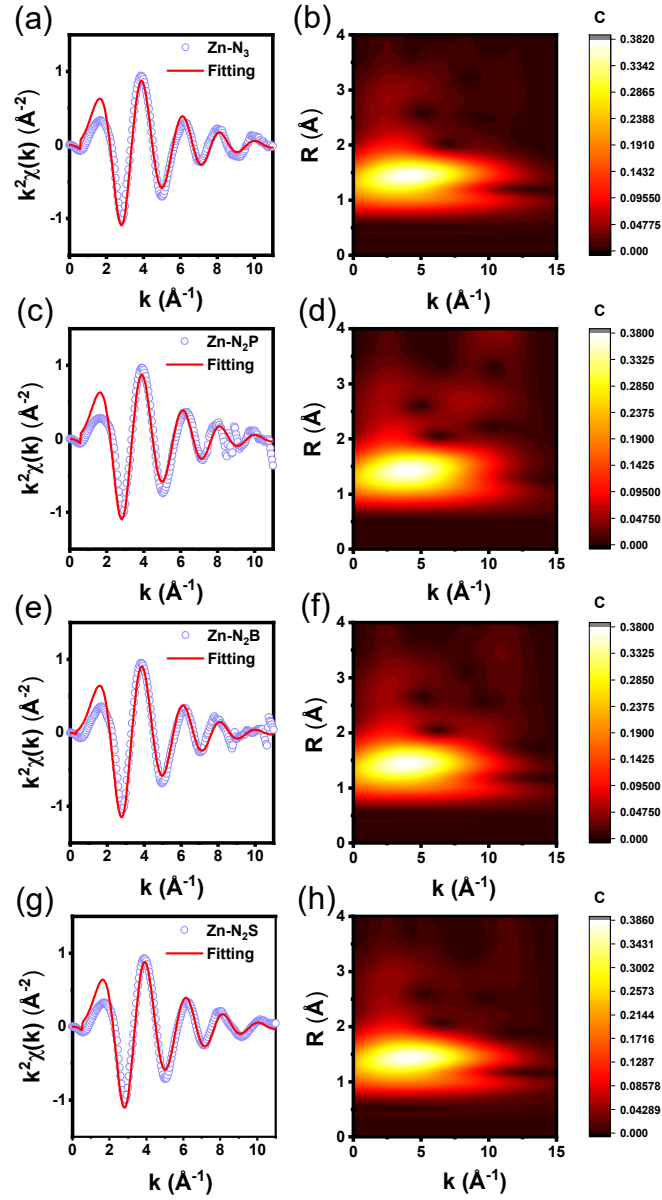 (a)
Zn-N₃
Fitting
k²χ(k) (Å⁻²)
1
0
-1
0 2 4 6 8 10
k (Å⁻¹)
(b)
R (Å)
4
3
2
1
0
0 5 10 15
k (Å⁻¹)
c
0.3820
0.3342
0.2865
0.2387
0.1910
0.1432
0.09550
0.04775
0.000
(c)
Zn-N₂P
Fitting
k²χ(k) (Å⁻²)
1
0
-1
0 2 4 6 8 10
k (Å⁻¹)
(d)
R (Å)
4
3
2
1
0
0 5 10 15
k (Å⁻¹)
c
0.3800
0.3325
0.2850
0.2375
0.1900
0.1425
0.09500
0.04750
0.000
(e)
Zn-N₂B
Fitting
k²χ(k) (Å⁻²)
1
0
-1
0 2 4 6 8 10
k (Å⁻¹)
(f)
R (Å)
4
3
2
1
0
0 5 10 15
k (Å⁻¹)
c
0.3800
0.3325
0.2850
0.2375
0.1900
0.1425
0.09500
0.04750
0.000
(g)
Zn-N₂S
Fitting
k²χ(k) (Å⁻²)
1
0
-1
0 2 4 6 8 10
k (Å⁻¹)
(h)
R (Å)
4
3
2
1
0
0 5 10 15
k (Å⁻¹)
c
0.3860
0.3431
0.3002
0.2573
0.2144
0.1716
0.1287
0.08578
0.04289
0.000